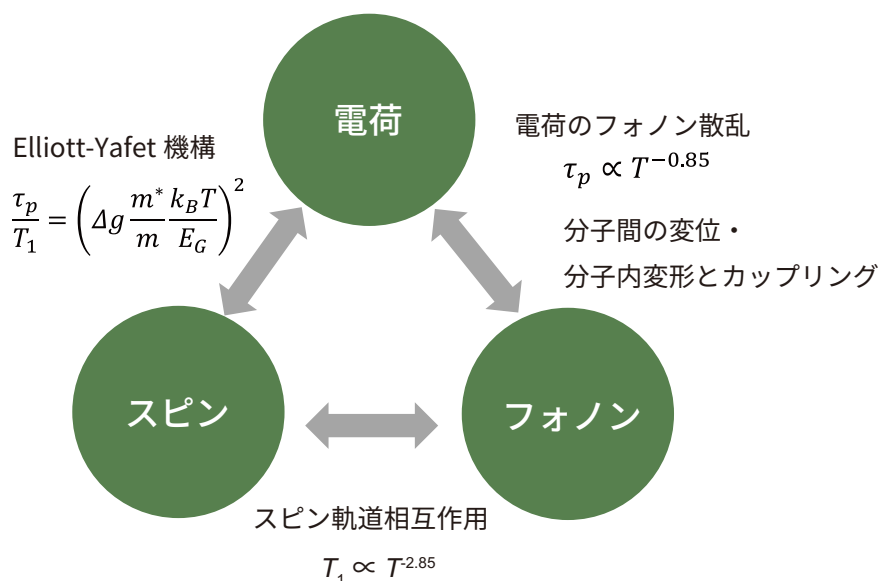 電荷
Elliott-Yafet 機構
τ_p/T_1 = (Δg m*/m k_BT/E_G)^2
電荷のフォノン散乱
τ_p ∝ T^{-0.85}
分子間の変位・
分子内変形とカップリング
スピン
フォノン
スピン軌道相互作用
T_1 ∝ T^{-2.85}